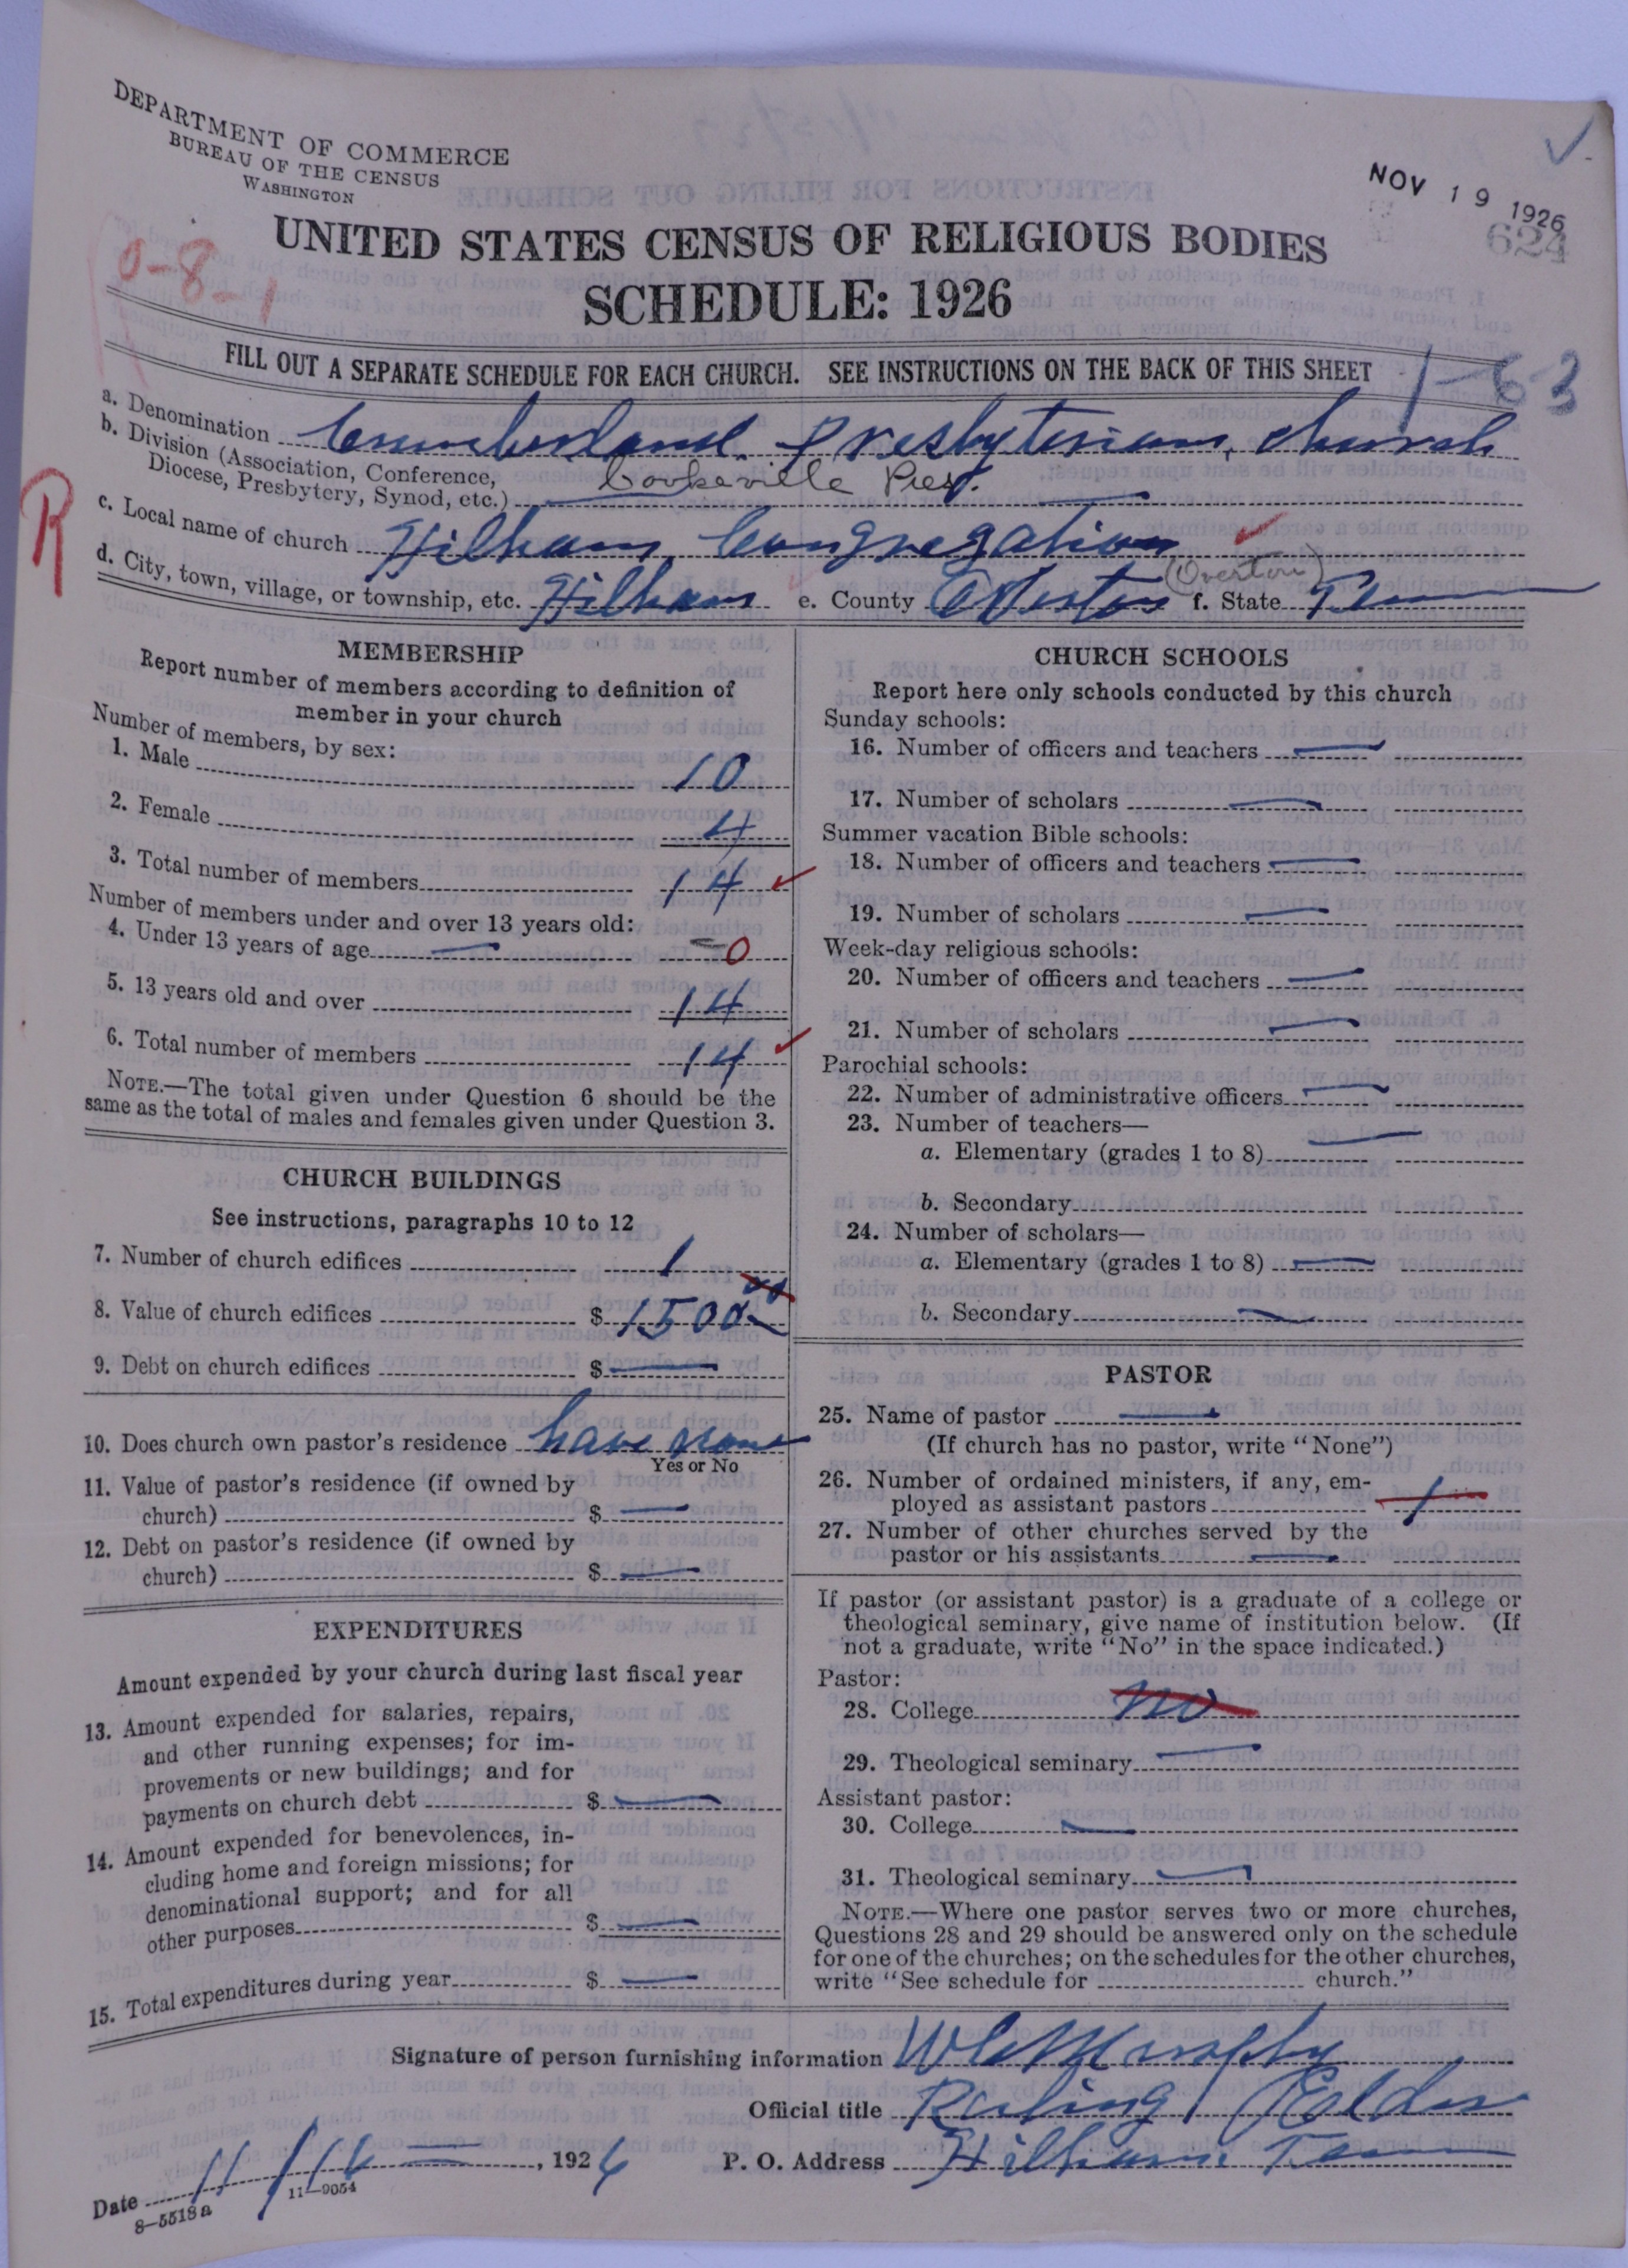 DEPARTMENT OF COMMERCE
BUREAU OF THE CENSUS
WASHINGTON
NOV 19 1926
624
UNITED STATES CENSUS OF RELIGIOUS BODIES
0-8-1
SCHEDULE: 1926
FILL OUT A SEPARATE SCHEDULE FOR EACH CHURCH. SEE INSTRUCTIONS ON THE BACK OF THIS SHEET
1-63
a. Denomination Cumberland Presbyterian, church
b. Division (Association, Conference,
Diocese, Presbytery, Synod, etc.) Cookeville Pres.
R
c. Local name of church Hilham, Congregation
d. City, town, village, or township, etc. Hilham e. County (Overton) f. State Tenn
MEMBERSHIP
Report number of members according to definition of
member in your church
Number of members, by sex:
1. Male 10
2. Female 4
3. Total number of members 14
Number of members under and over 13 years old:
4. Under 13 years of age — 0
5. 13 years old and over 14
6. Total number of members 14
NOTE.—The total given under Question 6 should be the
same as the total of males and females given under Question 3.
CHURCH BUILDINGS
See instructions, paragraphs 10 to 12
7. Number of church edifices 1
8. Value of church edifices $ 1500 00
9. Debt on church edifices $ —
10. Does church own pastor's residence have none
Yes or No
11. Value of pastor's residence (if owned by
church) $ —
12. Debt on pastor's residence (if owned by
church) $ —
EXPENDITURES
Amount expended by your church during last fiscal year
13. Amount expended for salaries, repairs,
and other running expenses; for im-
provements or new buildings; and for
payments on church debt $ —
14. Amount expended for benevolences, in-
cluding home and foreign missions; for
denominational support; and for all
other purposes $ —
15. Total expenditures during year $ —
CHURCH SCHOOLS
Report here only schools conducted by this church
Sunday schools:
16. Number of officers and teachers —
17. Number of scholars —
Summer vacation Bible schools:
18. Number of officers and teachers —
19. Number of scholars —
Week-day religious schools:
20. Number of officers and teachers —
21. Number of scholars —
Parochial schools:
22. Number of administrative officers —
23. Number of teachers—
a. Elementary (grades 1 to 8) —
b. Secondary
24. Number of scholars—
a. Elementary (grades 1 to 8) —
b. Secondary —
PASTOR
25. Name of pastor —
(If church has no pastor, write "None")
26. Number of ordained ministers, if any, em-
ployed as assistant pastors 1
27. Number of other churches served by the
pastor or his assistants —
If pastor (or assistant pastor) is a graduate of a college or
theological seminary, give name of institution below. (If
not a graduate, write "No" in the space indicated.)
Pastor:
28. College no
29. Theological seminary —
Assistant pastor:
30. College —
31. Theological seminary —
NOTE.—Where one pastor serves two or more churches,
Questions 28 and 29 should be answered only on the schedule
for one of the churches; on the schedules for the other churches,
write "See schedule for church."
Signature of person furnishing information
Official title Ruling Elder
Date 11/16 —, 1926 P. O. Address Hilham Tenn
8-5518a 11-9054